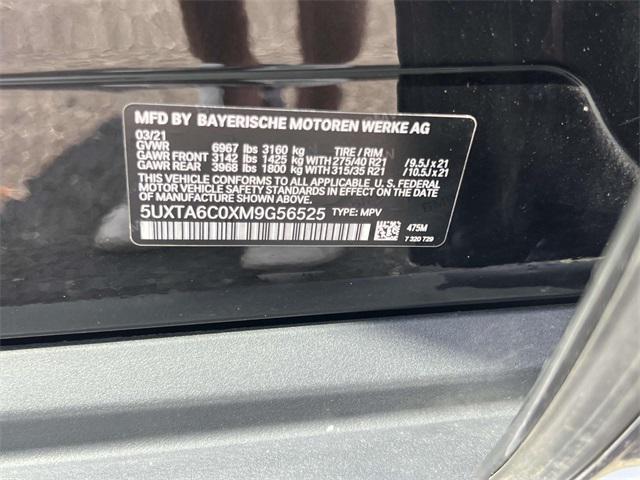 MFD BY BAYERISCHE MOTOREN WERKE AG
03/21
GVWR 6967 lbs 3160 kg TIRE / RIM
GAWR FRONT 3142 lbs 1425 kg WITH 275/40 R21 /9.5J x 21
GAWR REAR 3968 lbs 1800 kg WITH 315/35 R21 /10.5J x 21
THIS VEHICLE CONFORMS TO ALL APPLICABLE U.S. FEDERAL
MOTOR VEHICLE SAFETY STANDARDS IN EFFECT ON THE DATE OF
MANUFACTURE SHOWN ABOVE.
5UXTA6C0XM9G56525 TYPE: MPV
475M
7 320 729